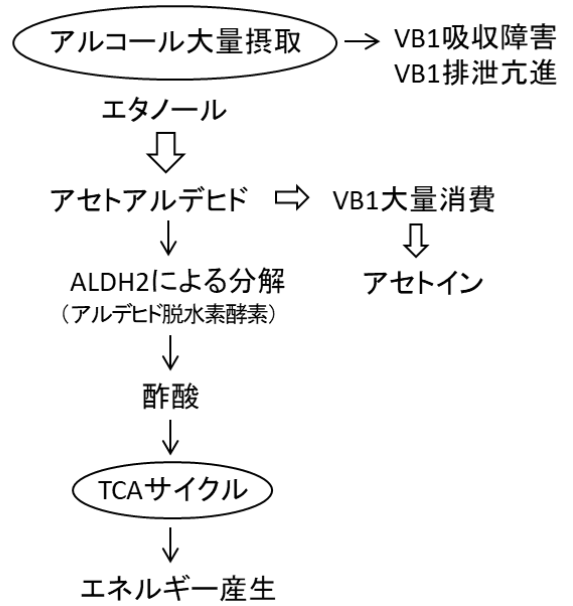 アルコール大量摂取
VB1吸収障害
VB1排泄亢進
エタノール
アセトアルデヒド
VB1大量消費
ALDH2による分解
アセトイン
（アルデヒド脱水素酵素）
酢酸
TCAサイクル
エネルギー産生